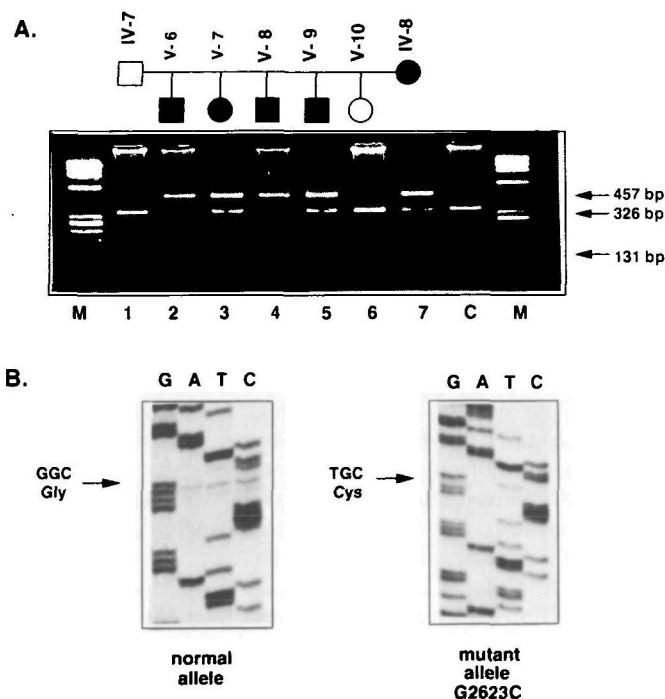 A.
IV-7
V-6
V-7
V-8
V-9
V-10
IV-8
457 bp
326 bp
131 bp
M 1 2 3 4 5 6 7 C M
B.
G A T C
G A T C
GGC
Gly
TGC
Cys
normal
allele
mutant
allele
G2623C